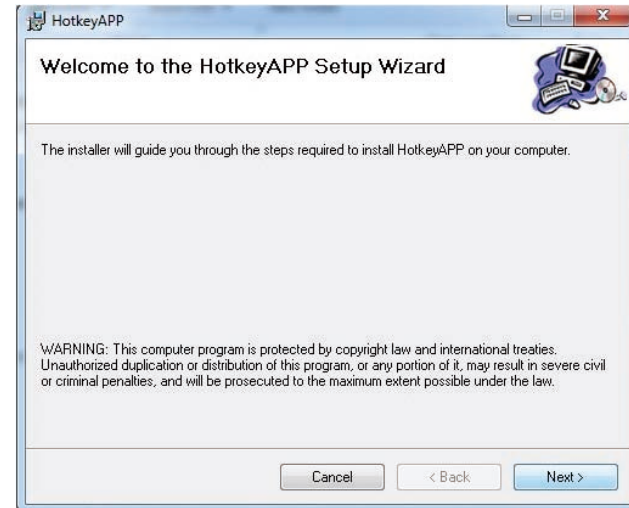 HotkeyAPP
Welcome to the HotkeyAPP Setup Wizard
The installer will guide you through the steps required to install HotkeyAPP on your computer.
WARNING: This computer program is protected by copyright law and international treaties.
Unauthorized duplication or distribution of this program, or any portion of it, may result in severe civil
or criminal penalties, and will be prosecuted to the maximum extent possible under the law.
Cancel
< Back
Next >